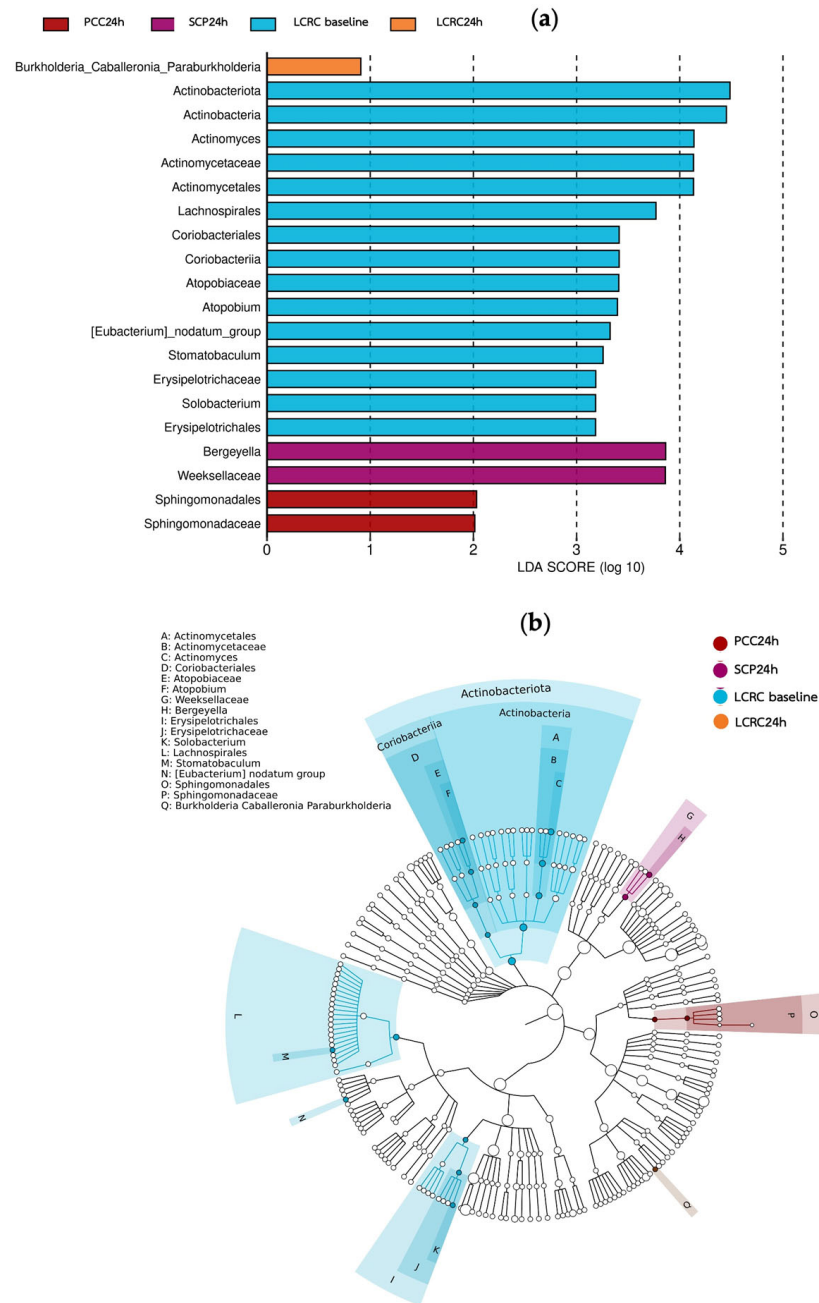 PCC24h SCP24h LCRC baseline LCRC24h (a)
Burkholderia_Caballeronia_Paraburkholderia
Actinobacteriota
Actinobacteria
Actinomyces
Actinomycetaceae
Actinomycetales
Lachnospirales
Coriobacteriales
Coriobacteriia
Atopobiaceae
Atopobium
[Eubacterium]_nodatum_group
Stomatobaculum
Erysipelotrichaceae
Solobacterium
Erysipelotrichales
Bergeyella
Weeksellaceae
Sphingomonadales
Sphingomonadaceae
0 1 2 3 4 5
LDA SCORE (log 10)
(b)
A: Actinomycetales
B: Actinomycetaceae
C: Actinomyces
D: Coriobacteriales
E: Atopobiaceae
F: Atopobium
G: Weeksellaceae
H: Bergeyella
I: Erysipelotrichales
J: Erysipelotrichaceae
K: Solobacterium
L: Lachnospirales
M: Stomatobaculum
N: [Eubacterium] nodatum group
O: Sphingomonadales
P: Sphingomonadaceae
Q: Burkholderia Caballeronia Paraburkholderia
PCC24h
SCP24h
LCRC baseline
LCRC24h
Actinobacteriota
Actinobacteria
Coriobacteriia
A
B
C
D
E
F
G
H
L
M
N
P
O
Q
K
J
I